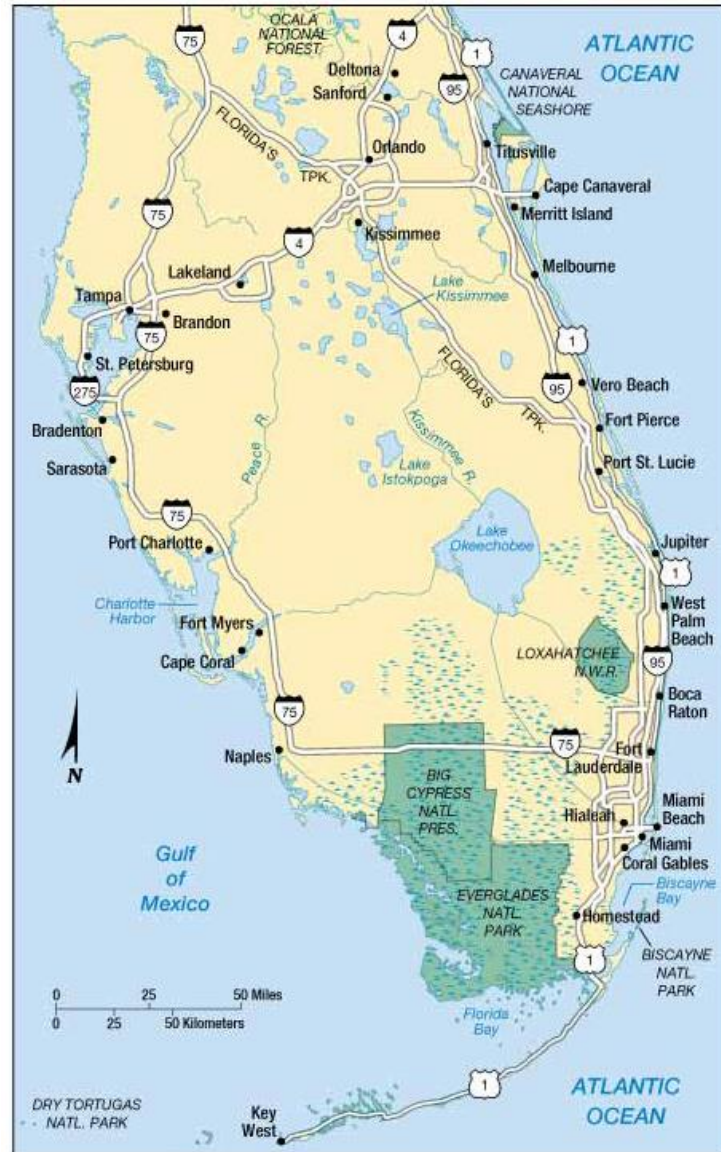 OCALA
NATIONAL
FOREST
75
4
1
ATLANTIC
OCEAN
Deltona
Sanford
95
CANAVERAL
NATIONAL
SEASHORE
FLORIDA'S
TPK.
Orlando
Titusville
75
4
Cape Canaveral
Merritt Island
Kissimmee
Lakeland
Melbourne
Tampa
Brandon
75
Lake
Kissimmee
1
St. Petersburg
275
FLORIDA'S
TPK.
95
Vero Beach
Bradenton
Fort Pierce
Sarasota
Peace R.
Kissimmee R.
Lake
Istokpoga
Port St. Lucie
75
Port Charlotte
Lake
Okeechobee
Jupiter
1
Charlotte
Harbor
Fort Myers
Cape Coral
West
Palm
Beach
LOXAHATCHEE
N.W.R.
95
75
Boca
Raton
N
Naples
75
Fort
Lauderdale
BIG
CYPRESS
NATL.
PRES.
Hialeah
Miami
Beach
Miami
Coral Gables
Gulf
of
Mexico
EVERGLADES
NATL.
PARK
Biscayne
Bay
Homestead
BISCAYNE
NATL.
PARK
1
0 25 50 Miles
0 25 50 Kilometers
Florida
Bay
1
ATLANTIC
OCEAN
DRY TORTUGAS
NATL. PARK
Key
West